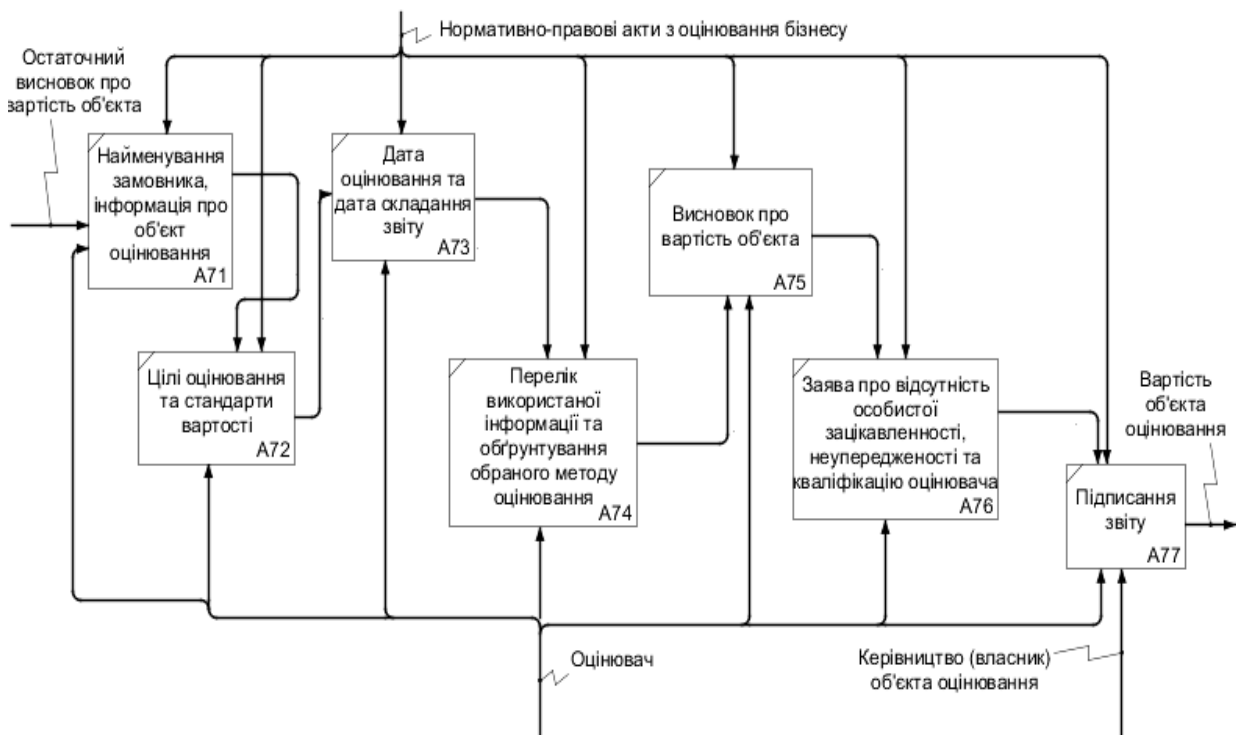 Нормативно-правові акти з оцінювання бізнесу
Остаточний
висновок про
вартість об'єкта
Найменування
замовника,
інформація про
об'єкт
оцінювання
A71
Цілі оцінювання
та стандарти
вартості
A72
Дата
оцінювання та
дата складання
звіту
A73
Перелік
використаної
інформації та
обґрунтування
обраного методу
оцінювання
A74
Висновок про
вартість об'єкта
A75
Заява про відсутність
особистої
зацікавленності,
неупередженості та
кваліфікацію оцінювача
A76
Підписання
звіту
A77
Вартість
об'єкта
оцінювання
Оцінювач
Керівництво (власник)
об'єкта оцінювання